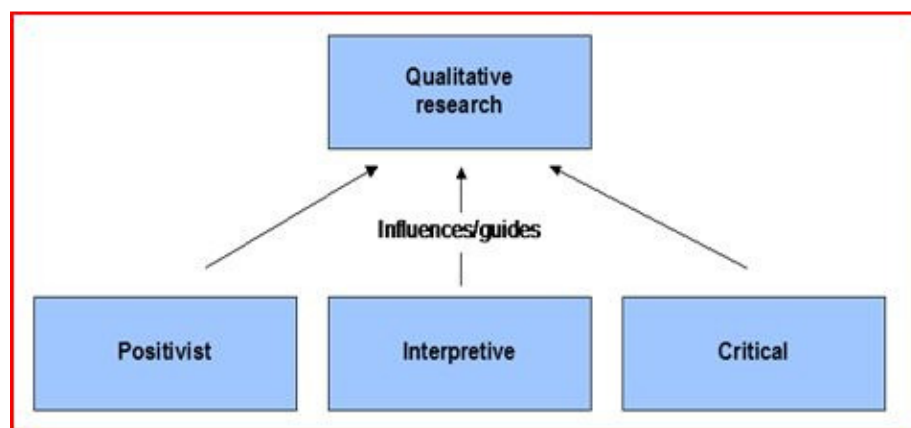 Qualitative
research
Influences/guides
Positivist
Interpretive
Critical